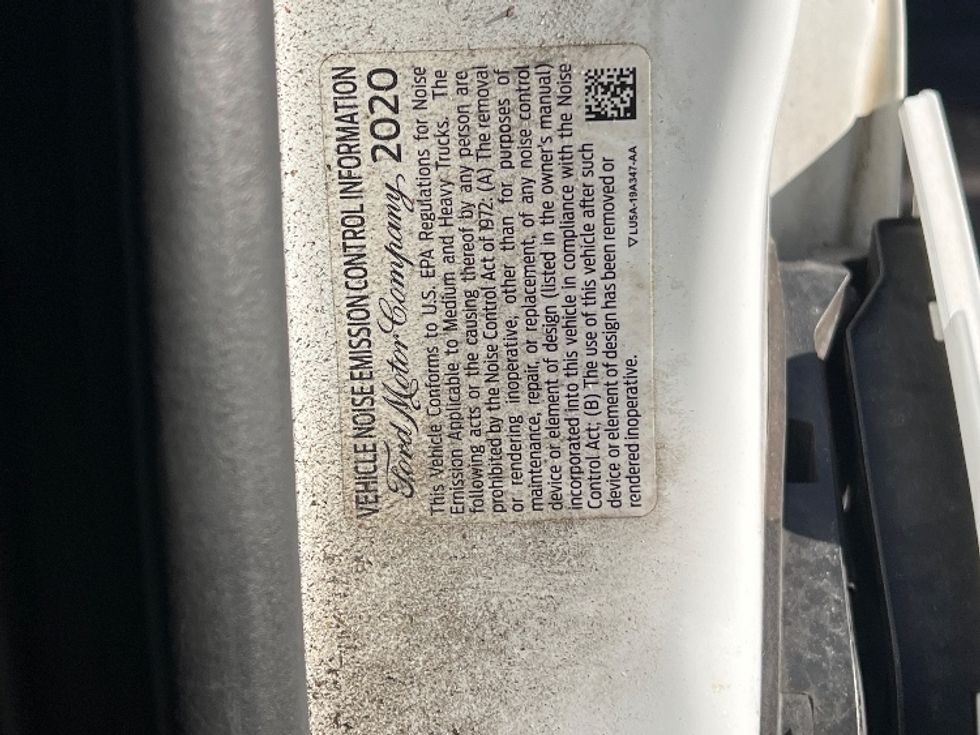 VEHICLE NOISE EMISSION CONTROL INFORMATION
Ford Motor Company, 2020
This Vehicle Conforms to U.S. EPA Regulations for Noise
Emission Applicable to Medium and Heavy Trucks. The
following acts or the causing thereof by any person are
prohibited by the Noise Control Act of 1972: (A) The removal
or rendering inoperative, other than for purposes of
maintenance, repair, or replacement, of any noise control
device or element of design (listed in the owner's manual)
incorporated into this vehicle in compliance with the Noise
Control Act; (B) The use of this vehicle after such
device or element of design has been removed or
rendered inoperative.
▽ LU5A-19A347-AA